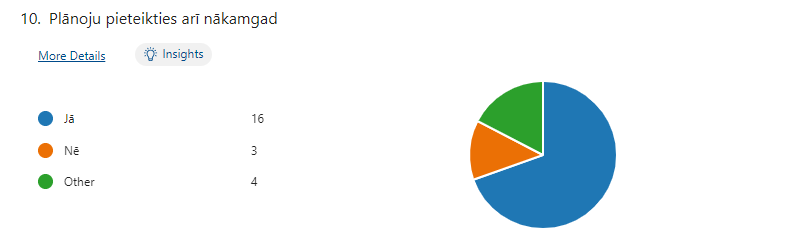 10. Plānoju pieteikties arī nākamgad
More Details
Insights
Jā 16
Nē 3
Other 4